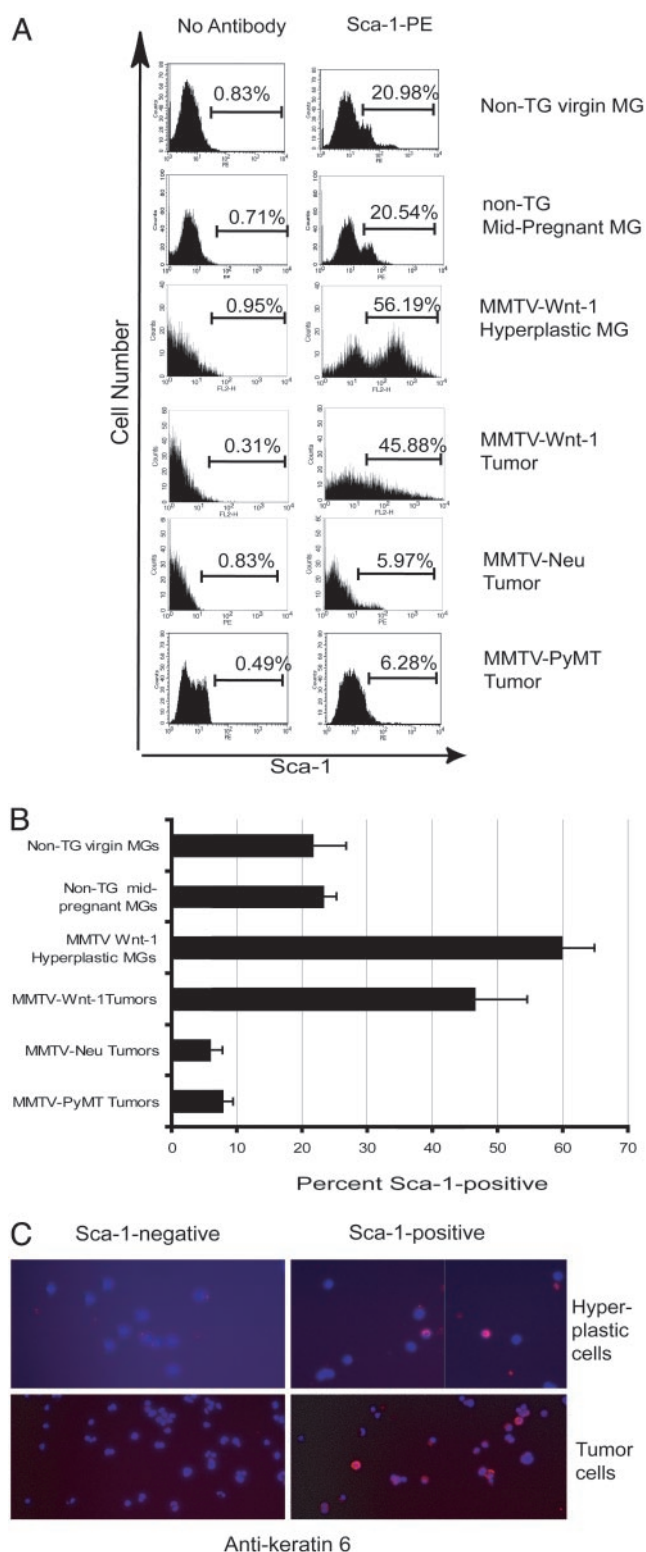 A
No Antibody Sca-1-PE
0.83% 20.98% Non-TG virgin MG
0.71% 20.54% non-TG
Mid-Pregnant MG
0.95% 56.19% MMTV-Wnt-1
Hyperplastic MG
FL2-H FL2-H
0.31% 45.88% MMTV-Wnt-1
Tumor
FL2-H FL2-H
0.83% 5.97% MMTV-Neu
Tumor
0.49% 6.28% MMTV-PyMT
Tumor
Cell Number
Sca-1
B
Non-TG virgin MGs
Non-TG mid-
pregnant MGs
MMTV Wnt-1
Hyperplastic MGs
MMTV-Wnt-1Tumors
MMTV-Neu Tumors
MMTV-PyMT Tumors
0 10 20 30 40 50 60 70
Percent Sca-1-positive
C
Sca-1-negative Sca-1-positive
Hyper-
plastic
cells
Tumor
cells
Anti-keratin 6